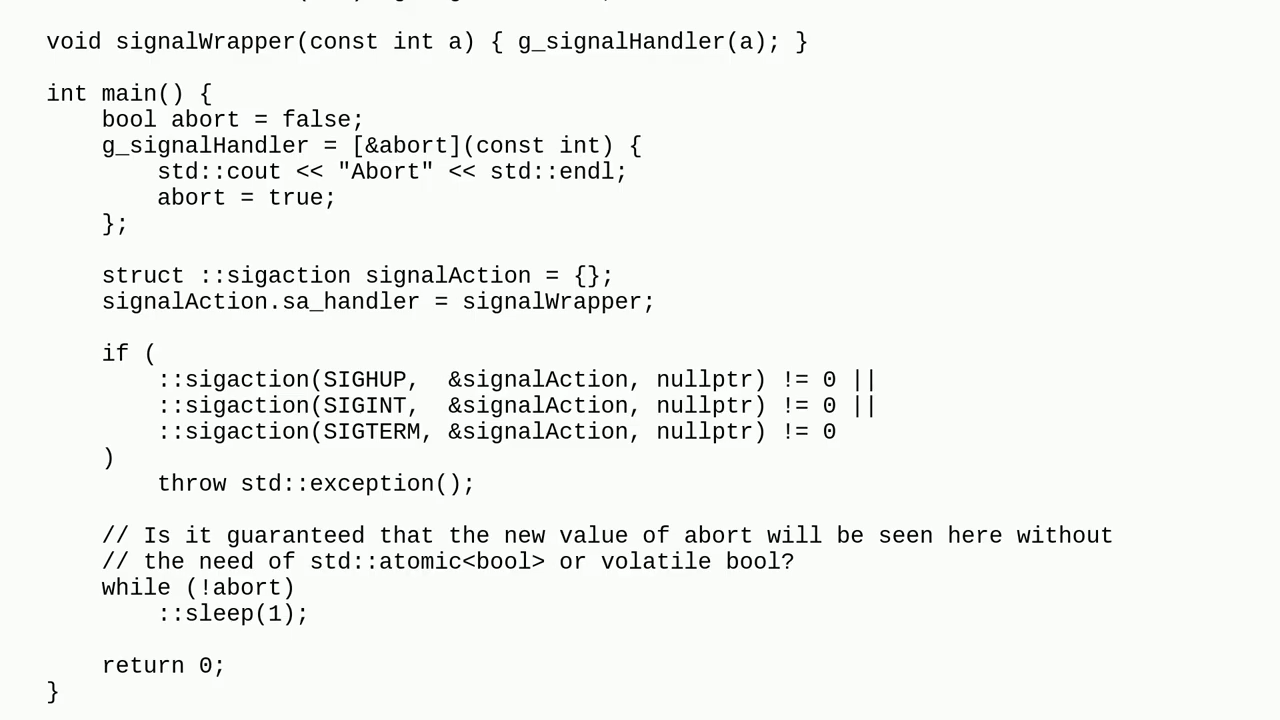 void signalWrapper(const int a) { g_signalHandler(a); }
int main() {
    bool abort = false;
    g_signalHandler = [&abort](const int) {
        std::cout << "Abort" << std::endl;
        abort = true;
    };
    struct ::sigaction signalAction = {};
    signalAction.sa_handler = signalWrapper;
    if (
        ::sigaction(SIGHUP,  &signalAction, nullptr) != 0 ||
        ::sigaction(SIGINT,  &signalAction, nullptr) != 0 ||
        ::sigaction(SIGTERM, &signalAction, nullptr) != 0
    )
        throw std::exception();
    // Is it guaranteed that the new value of abort will be seen here without
    // the need of std::atomic<bool> or volatile bool?
    while (!abort)
        ::sleep(1);
    return 0;
}